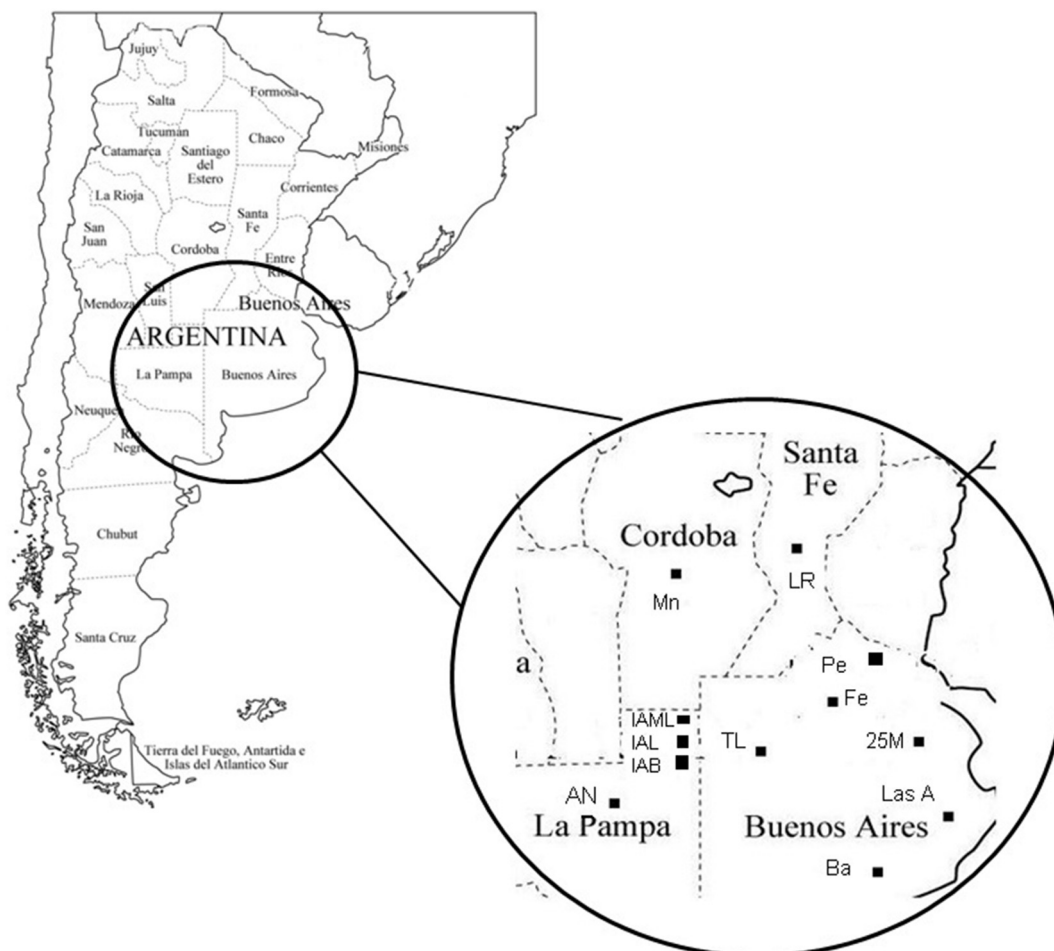 Jujuy
Salta
Formosa
Tucuman
Chaco
Catamarca
Santiago
del
Estero
Misiones
Corrientes
La Rioja
Santa
Fe
San
Juan
Cordoba
Entre
Rios
San
Luis
Mendoza
Buenos Aires
ARGENTINA
La Pampa
Buenos Aires
Neuquen
Rio
Negro
Chubut
Santa Cruz
Tierra del Fuego, Antartida e
Islas del Atlantico Sur
Santa
Fe
Cordoba
LR
Mn
a
Pe
Fe
IAML
IAL
IAB
TL
25M
AN
Las A
La Pampa
Buenos Aires
Ba